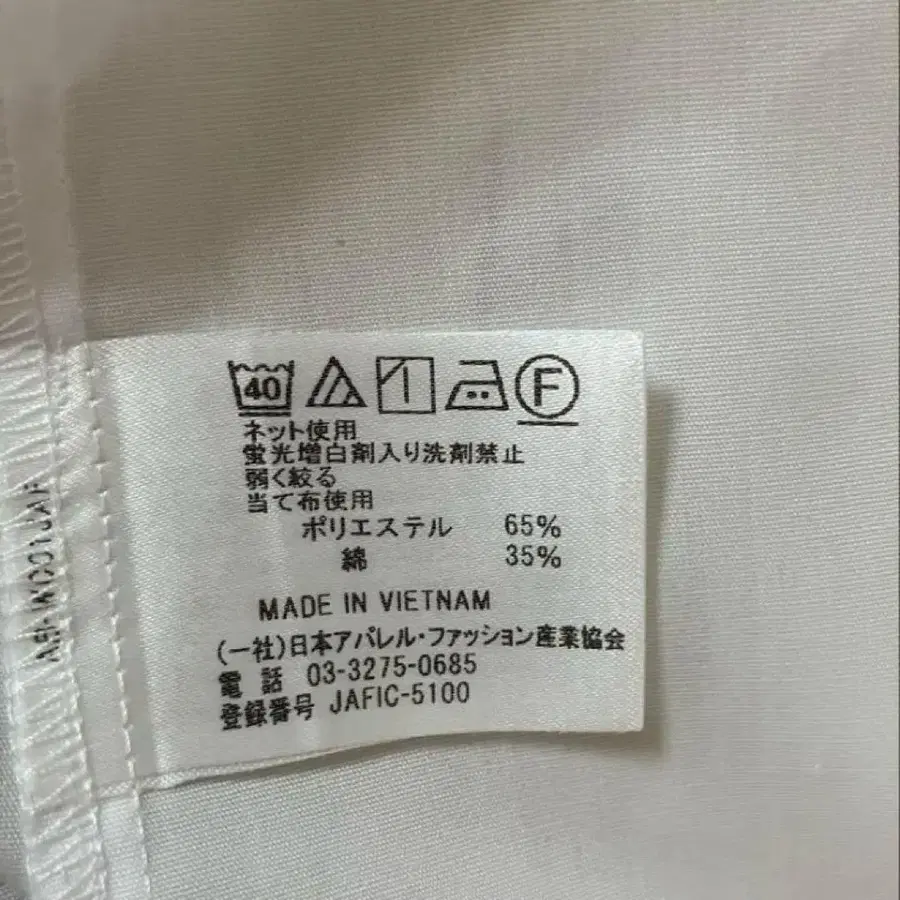 40 F
ネット使用
蛍光増白剤入り洗剤禁止
弱く絞る
当て布使用
ポリエステル 65%
綿 35%
MADE IN VIETNAM
(一社)日本アパレル・ファッション産業協会
電話 03-3275-0685
登録番号 JAFIC-5100